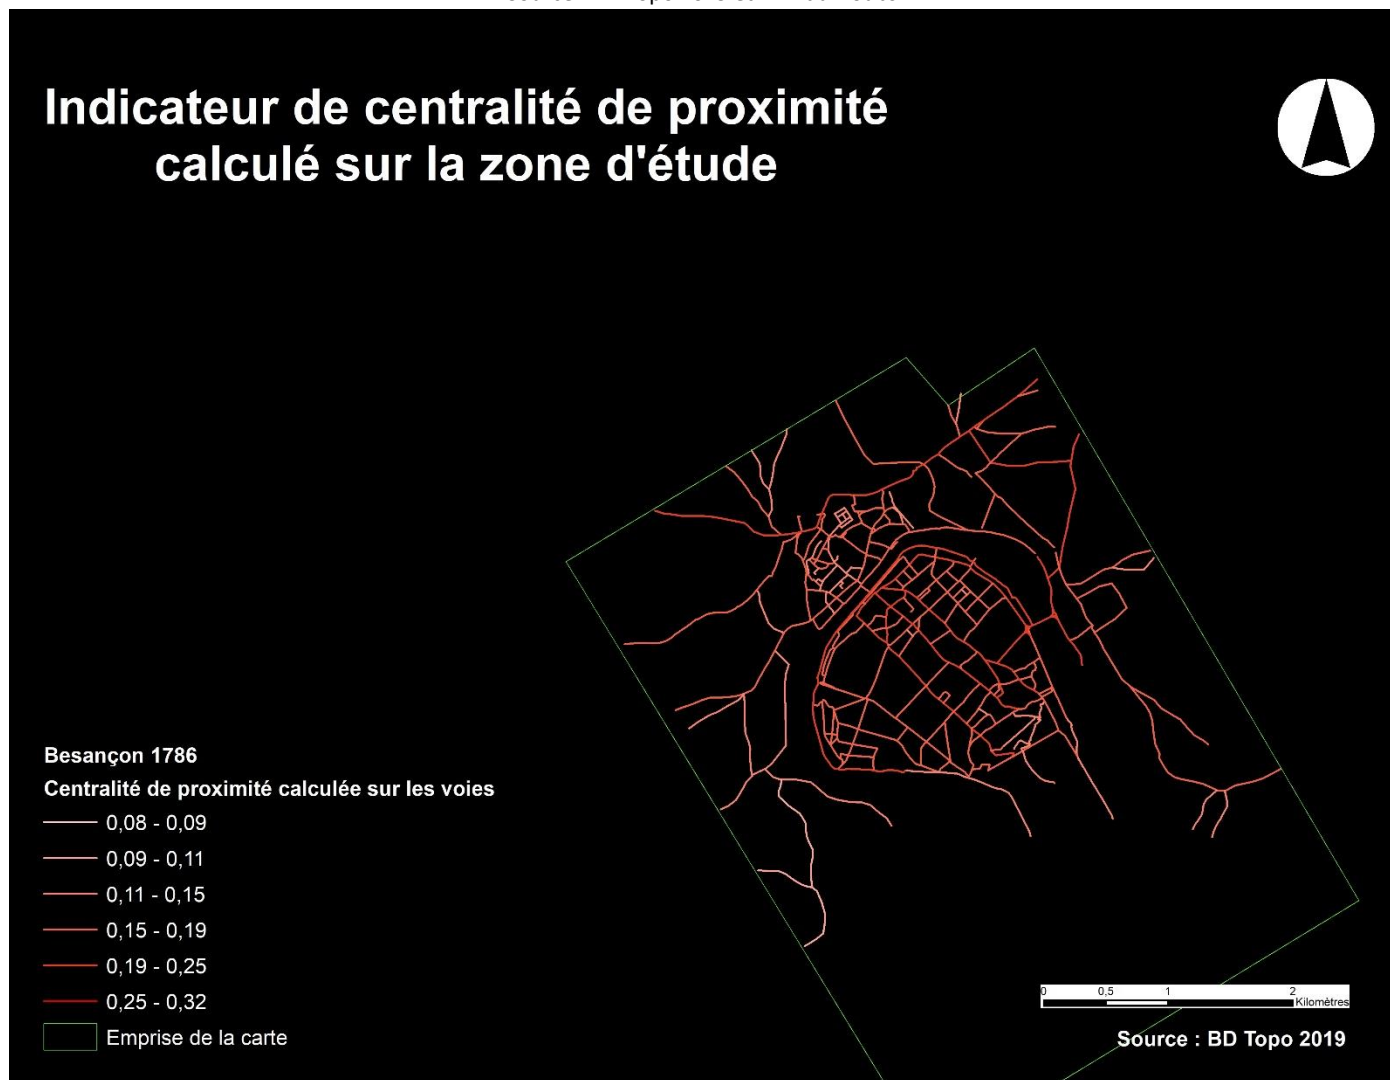 Indicateur de centralité de proximité
calculé sur la zone d'étude
Besançon 1786
Centralité de proximité calculée sur les voies
0,08 - 0,09
0,09 - 0,11
0,11 - 0,15
0,15 - 0,19
0,19 - 0,25
0,25 - 0,32
Emprise de la carte
0 0,5 1 2
Kilomètres
Source : BD Topo 2019